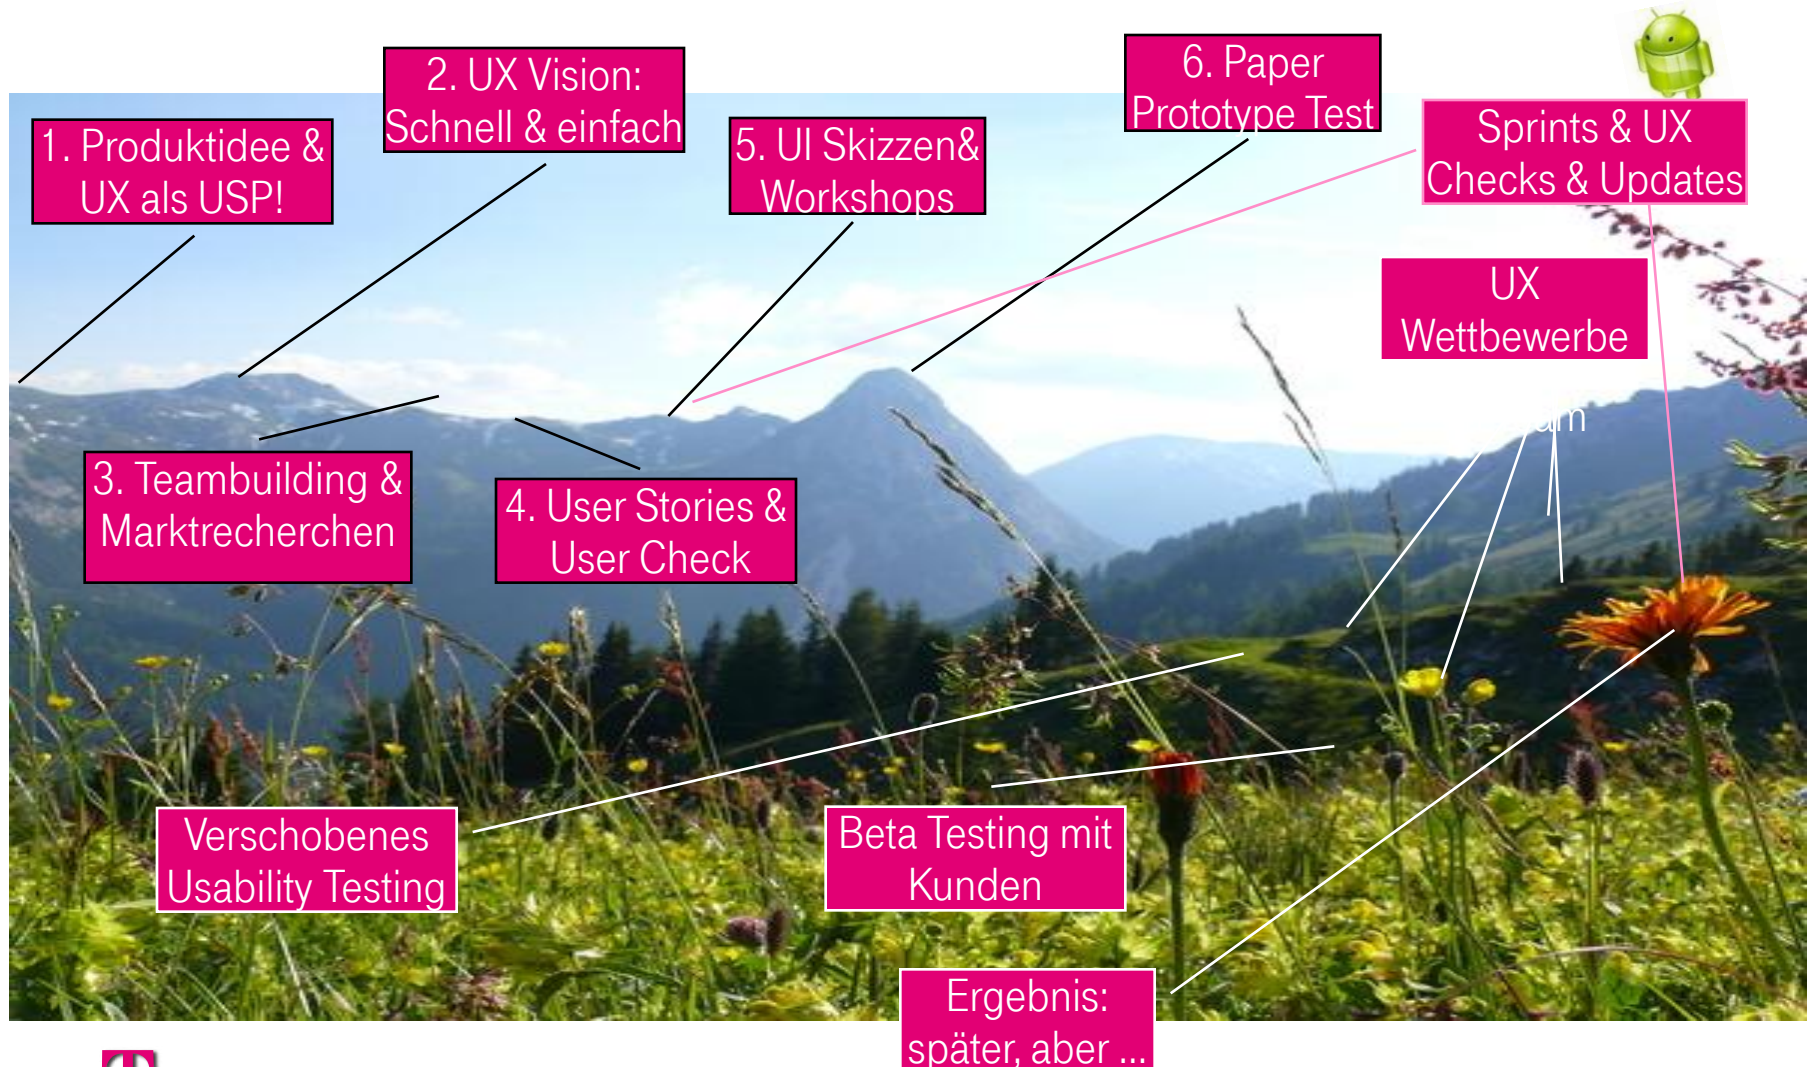 1. Produktidee &
UX als USP!
2. UX Vision:
Schnell & einfach
3. Teambuilding &
Marktrecherchen
4. User Stories &
User Check
5. UI Skizzen&
Workshops
6. Paper
Prototype Test
Sprints & UX
Checks & Updates
UX
Wettbewerbe
Verschobenes
Usability Testing
Beta Testing mit
Kunden
Ergebnis:
später, aber ...